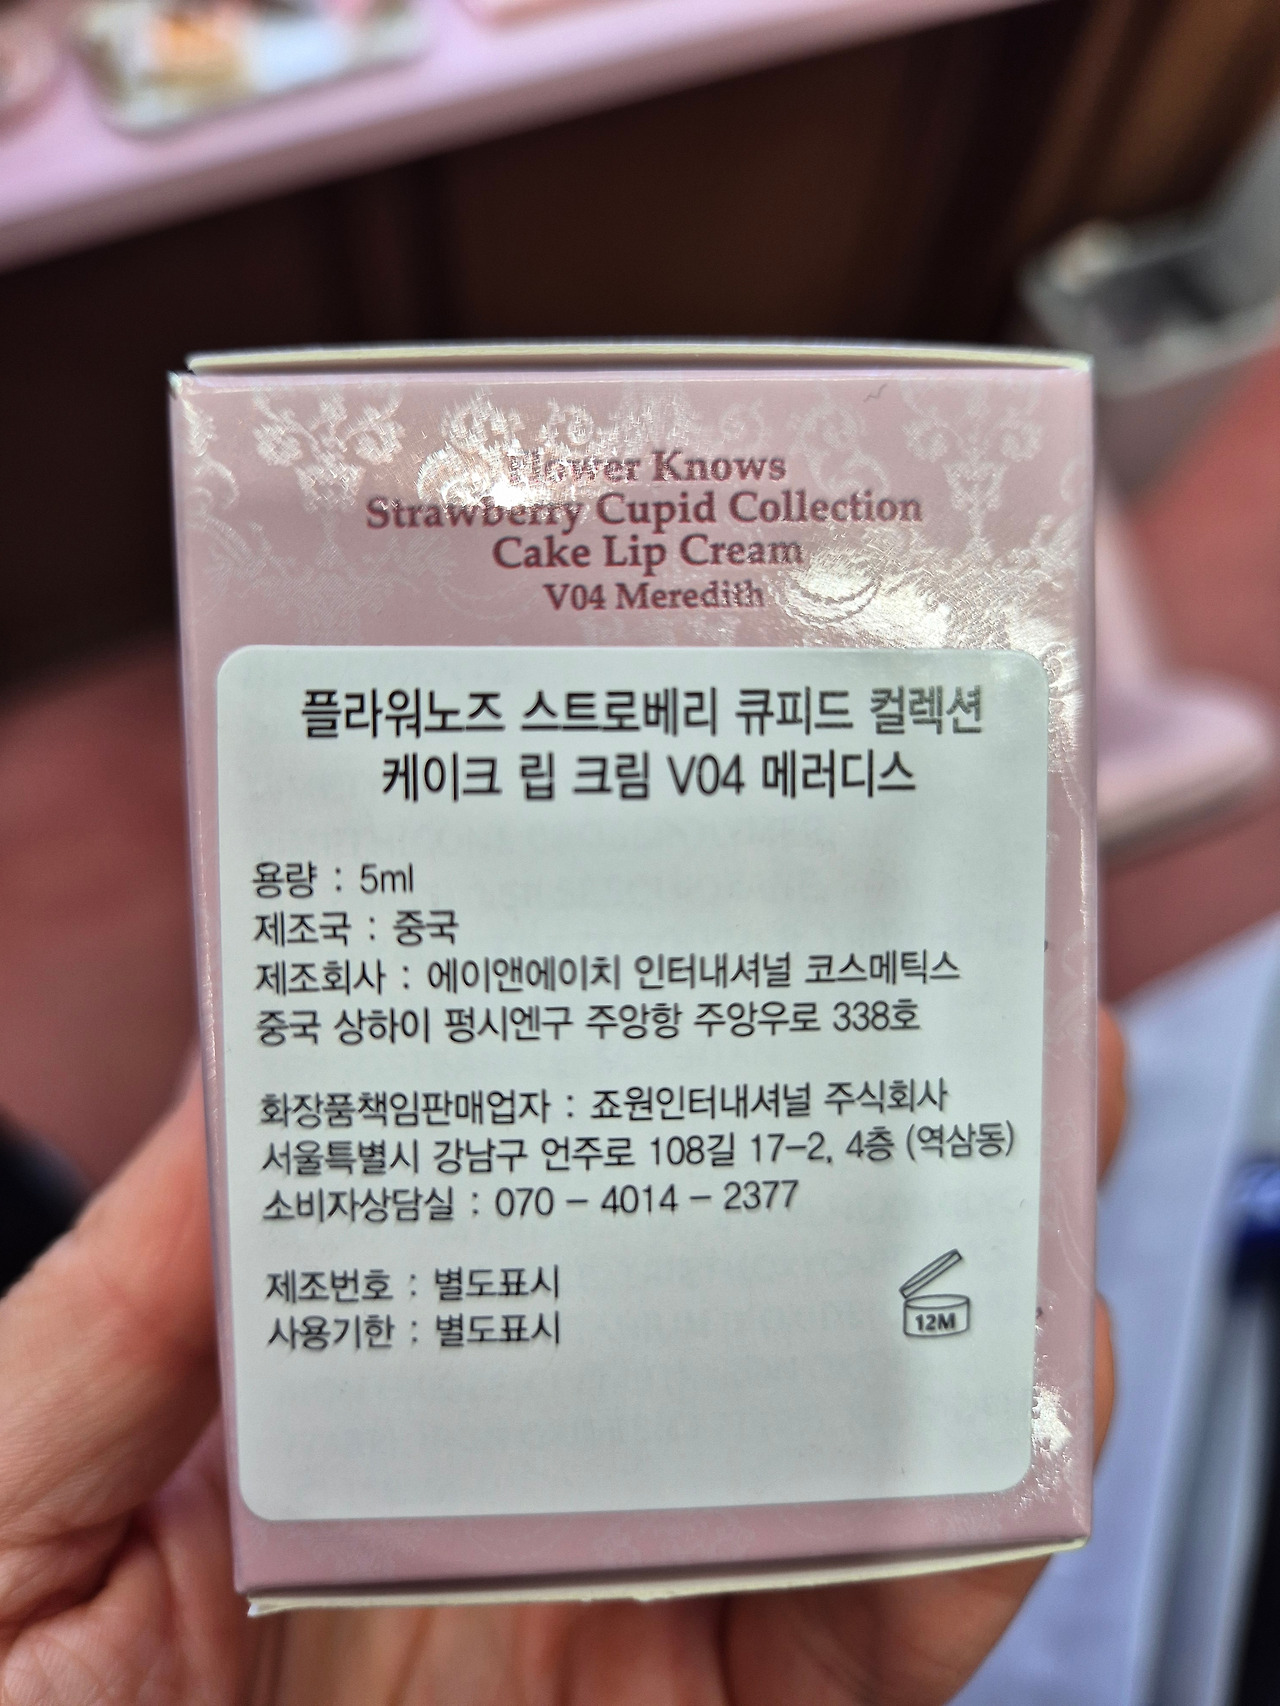 Flower Knows
Strawberry Cupid Collection
Cake Lip Cream
V04 Meredith
플라워노즈 스트로베리 큐피드 컬렉션
케이크 립 크림 V04 메러디스
용량 : 5ml
제조국 : 중국
제조회사 : 에이앤에이치 인터내셔널 코스메틱스
중국 상하이 펑시엔구 주앙항 주앙우로 338호
화장품책임판매업자 : 죠원인터내셔널 주식회사
서울특별시 강남구 언주로 108길 17-2, 4층 (역삼동)
소비자상담실 : 070 - 4014 - 2377
제조번호 : 별도표시
사용기한 : 별도표시
12M